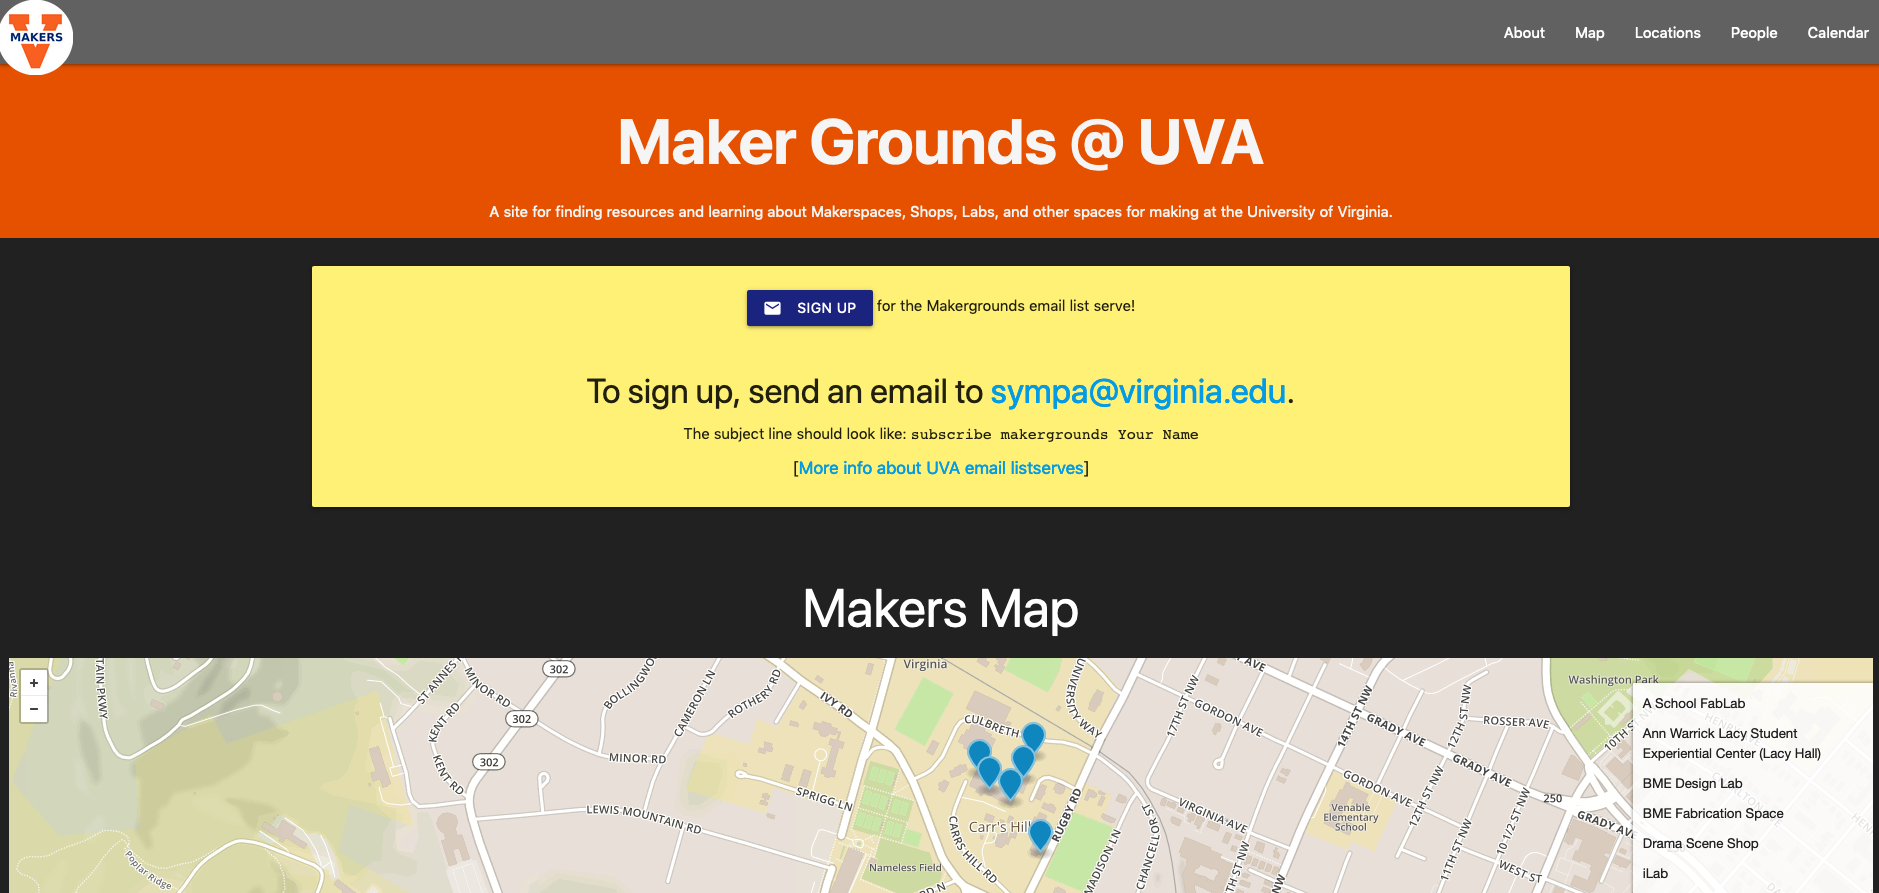 MAKERS
About
Map
Locations
People
Calendar
Maker Grounds @ UVA
A site for finding resources and learning about Makerspaces, Shops, Labs, and other spaces for making at the University of Virginia.
SIGN UP for the Makergrounds email list serve!
To sign up, send an email to sympa@virginia.edu.
The subject line should look like: subscribe makergrounds Your Name
[More info about UVA email listserves]
Makers Map
+
−
TAIN PKWY
Rivanna
ST ANNES
MINOR RD
KENT RD
KENT RD
302
302
302
BOLLINGWOO
CAMERON LN
ROTHERY RD
MINOR RD
LEWIS MOUNTAIN RD
Poplar Ridge
IVY RD
SPRIGG LN
Virginia
CULBRETH
UNIVERSITY WAY
Carr's Hill
CARRS HILL RD
RUGBY RD
Nameless Field
MADISON LN
CHANCELLOR ST
17TH ST NW
GORDON AVE
14TH ST NW
GRADY AVE
VIRGINIA AVE
Venable
Elementary
School
GORDON AVE
GRADY AVE
12TH ST NW
12TH ST NW
11TH ST NW
10 1/2 ST NW
ROSSER AVE
10TH ST
250
GRADY AVE
WEST ST
Washington Park
A School FabLab
Ann Warrick Lacy Student
Experiential Center (Lacy Hall)
BME Design Lab
BME Fabrication Space
Drama Scene Shop
iLab